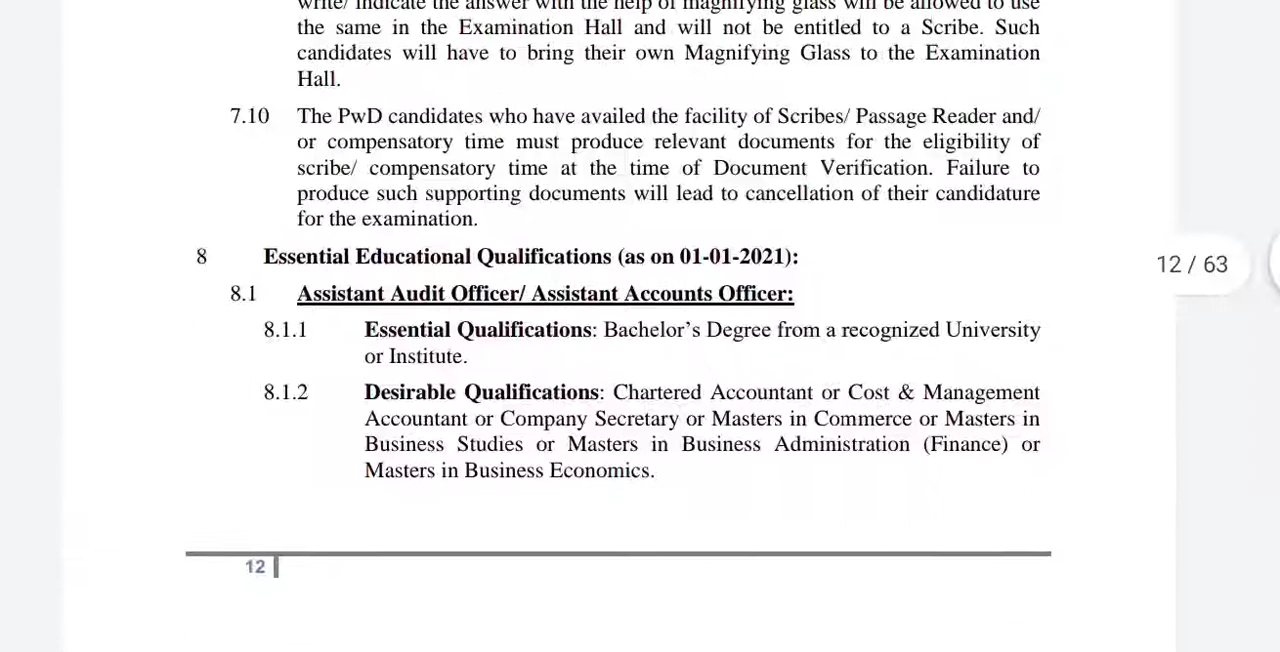 write/ indicate the answer with the help of magnifying glass will be allowed to use
the same in the Examination Hall and will not be entitled to a Scribe. Such
candidates will have to bring their own Magnifying Glass to the Examination
Hall.
7.10 The PwD candidates who have availed the facility of Scribes/ Passage Reader and/
or compensatory time must produce relevant documents for the eligibility of
scribe/ compensatory time at the time of Document Verification. Failure to
produce such supporting documents will lead to cancellation of their candidature
for the examination.
8 Essential Educational Qualifications (as on 01-01-2021):
12 / 63
8.1 Assistant Audit Officer/ Assistant Accounts Officer:
8.1.1 Essential Qualifications: Bachelor’s Degree from a recognized University
or Institute.
8.1.2 Desirable Qualifications: Chartered Accountant or Cost & Management
Accountant or Company Secretary or Masters in Commerce or Masters in
Business Studies or Masters in Business Administration (Finance) or
Masters in Business Economics.
12